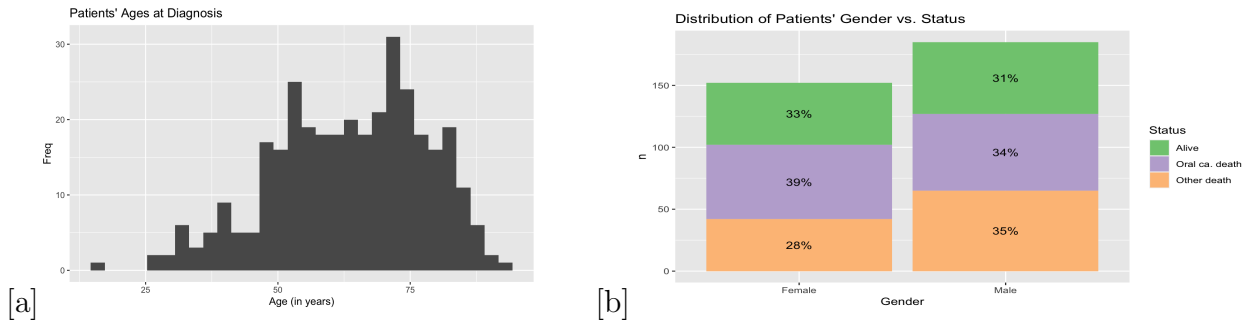 Patients' Ages at Diagnosis
30
20
10
0
Freq
25 50 75
Age (in years)
[a]
Distribution of Patients' Gender vs. Status
150
100
50
0
n
33%
39%
28%
31%
34%
35%
Female Male
Gender
Status
Alive
Oral ca. death
Other death
[b]